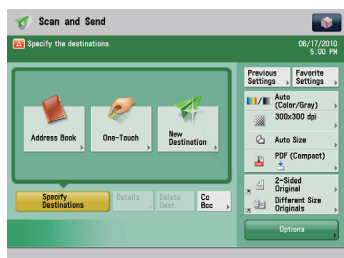 Scan and Send
Specify the destinations.
06/17/2010
5:00 PM
Previous
Settings
Favorite
Settings
Address Book
One-Touch
New
Destination
Auto
(Color/Gray)
300x300 dpi
Auto Size
PDF (Compact)
2-Sided
Original
Different Size
Originals
Specify
Destinations
Details
Delete
Dest.
Cc
Bcc
Options